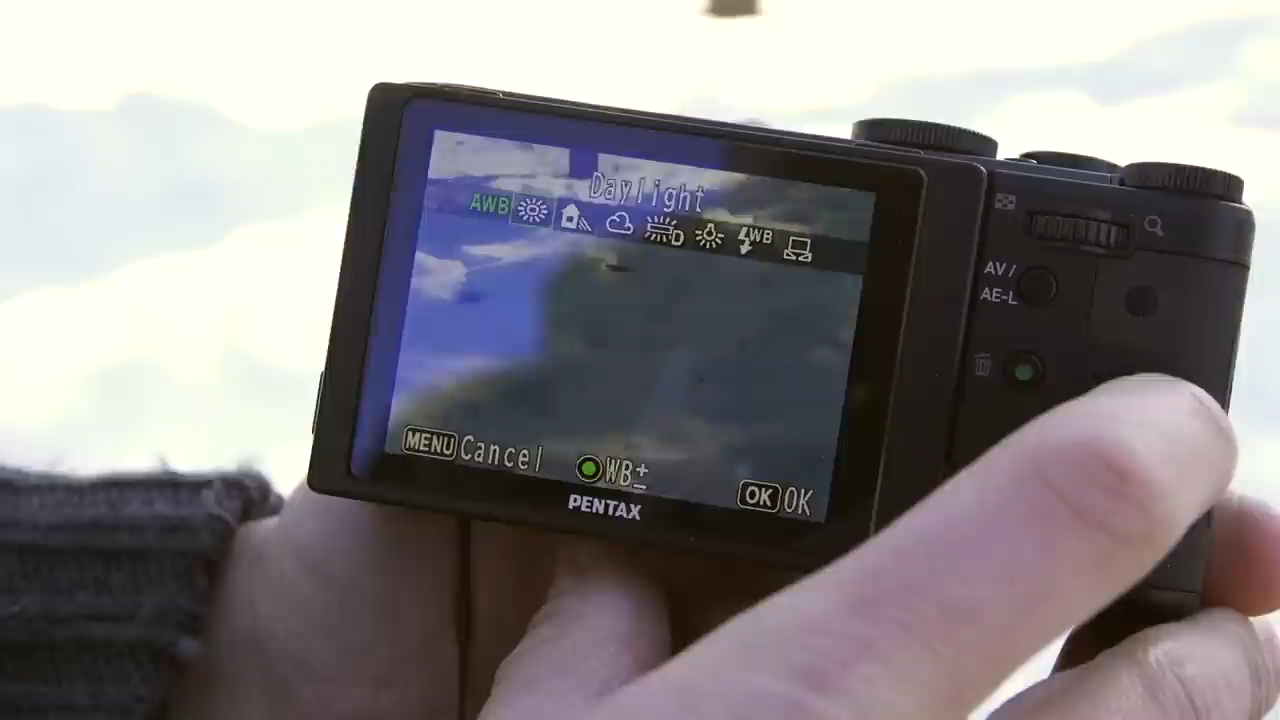 Daylight
AWB
D
WB
MENU Cancel
WB±
OK OK
PENTAX
AV /
AE-L